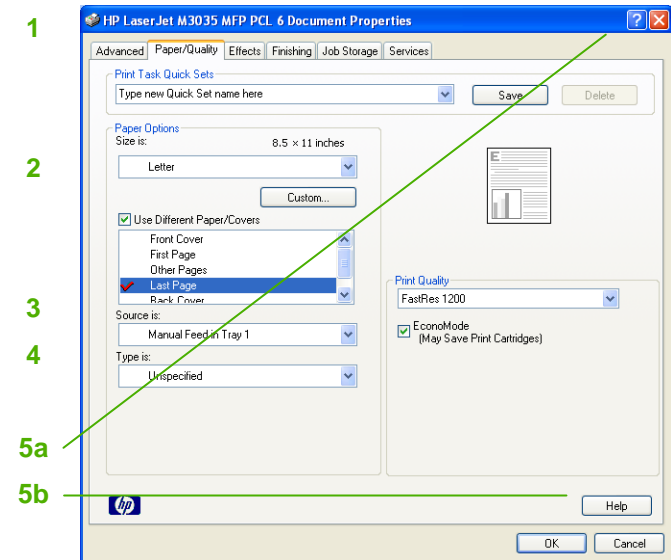 1
HP LaserJet M3035 MFP PCL 6 Document Properties
Advanced Paper/Quality Effects Finishing Job Storage Services
Print Task Quick Sets
Type new Quick Set name here
Save
Delete
Paper Options
Size is:
8.5 × 11 inches
2
Letter
Custom...
Use Different Paper/Covers
Front Cover
First Page
Other Pages
Last Page
Back Cover
3
Source is:
Manual Feed in Tray 1
4
Type is:
Unspecified
E
Print Quality
FastRes 1200
EconoMode
(May Save Print Cartridges)
5a
5b
hp
Help
OK
Cancel